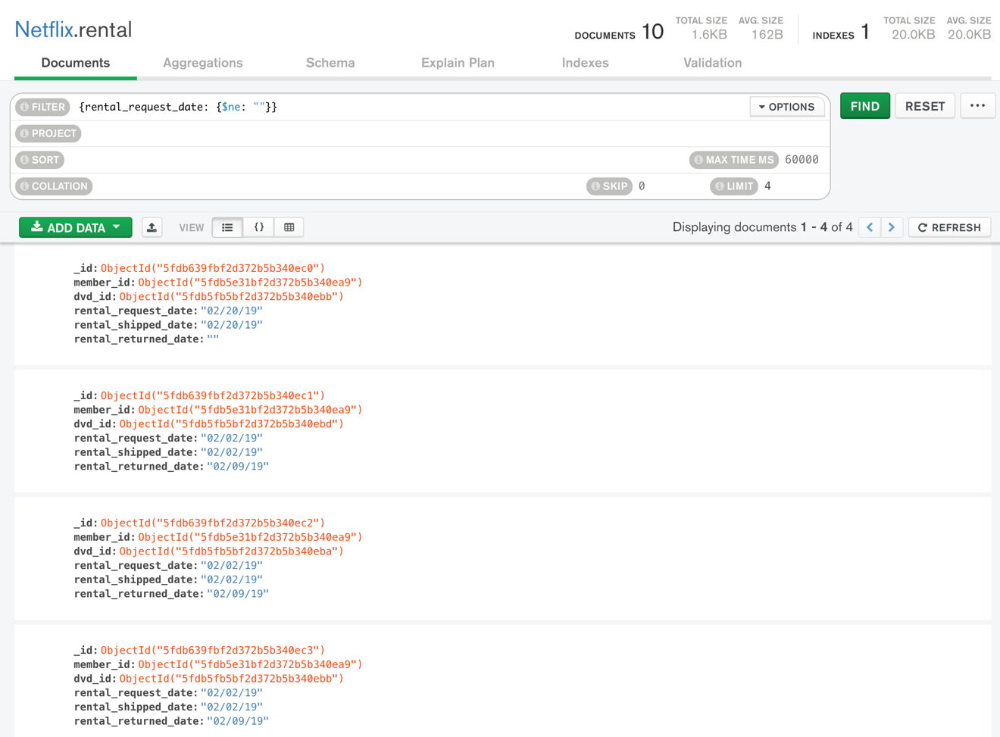 Netflix.rental
DOCUMENTS 10 TOTAL SIZE 1.6KB AVG. SIZE 162B INDEXES 1 TOTAL SIZE 20.0KB AVG. SIZE 20.0KB
Documents Aggregations Schema Explain Plan Indexes Validation
FILTER {rental_request_date: {$ne: ""}} OPTIONS FIND RESET ...
PROJECT
SORT MAX TIME MS 60000
COLLATION SKIP 0 LIMIT 4
ADD DATA VIEW {} Displaying documents 1 - 4 of 4 < > REFRESH
_id: ObjectId("5fdb639fbf2d372b5b340ec0")
member_id: ObjectId("5fdb5e31bf2d372b5b340ea9")
dvd_id: ObjectId("5fdb5fb5bf2d372b5b340ebb")
rental_request_date: "02/20/19"
rental_shipped_date: "02/20/19"
rental_returned_date: ""
_id: ObjectId("5fdb639fbf2d372b5b340ec1")
member_id: ObjectId("5fdb5e31bf2d372b5b340ea9")
dvd_id: ObjectId("5fdb5fb5bf2d372b5b340ebd")
rental_request_date: "02/02/19"
rental_shipped_date: "02/02/19"
rental_returned_date: "02/09/19"
_id: ObjectId("5fdb639fbf2d372b5b340ec2")
member_id: ObjectId("5fdb5e31bf2d372b5b340ea9")
dvd_id: ObjectId("5fdb5fb5bf2d372b5b340eba")
rental_request_date: "02/02/19"
rental_shipped_date: "02/02/19"
rental_returned_date: "02/09/19"
_id: ObjectId("5fdb639fbf2d372b5b340ec3")
member_id: ObjectId("5fdb5e31bf2d372b5b340ea9")
dvd_id: ObjectId("5fdb5fb5bf2d372b5b340ebb")
rental_request_date: "02/02/19"
rental_shipped_date: "02/02/19"
rental_returned_date: "02/09/19"